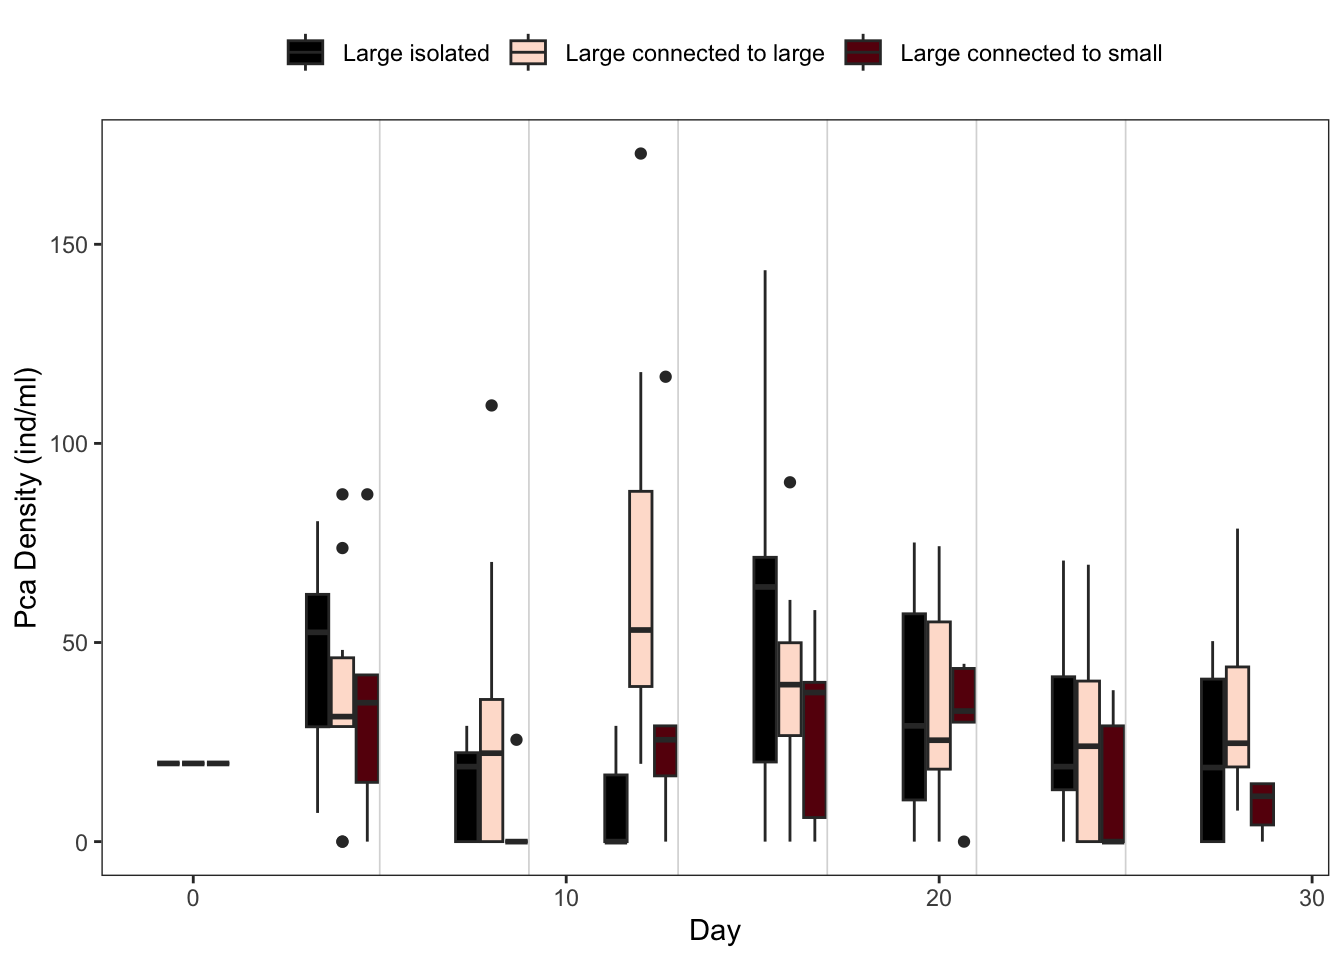 Large isolated Large connected to large Large connected to small
150
100
50
0
Pca Density (ind/ml)
0 10 20 30
Day